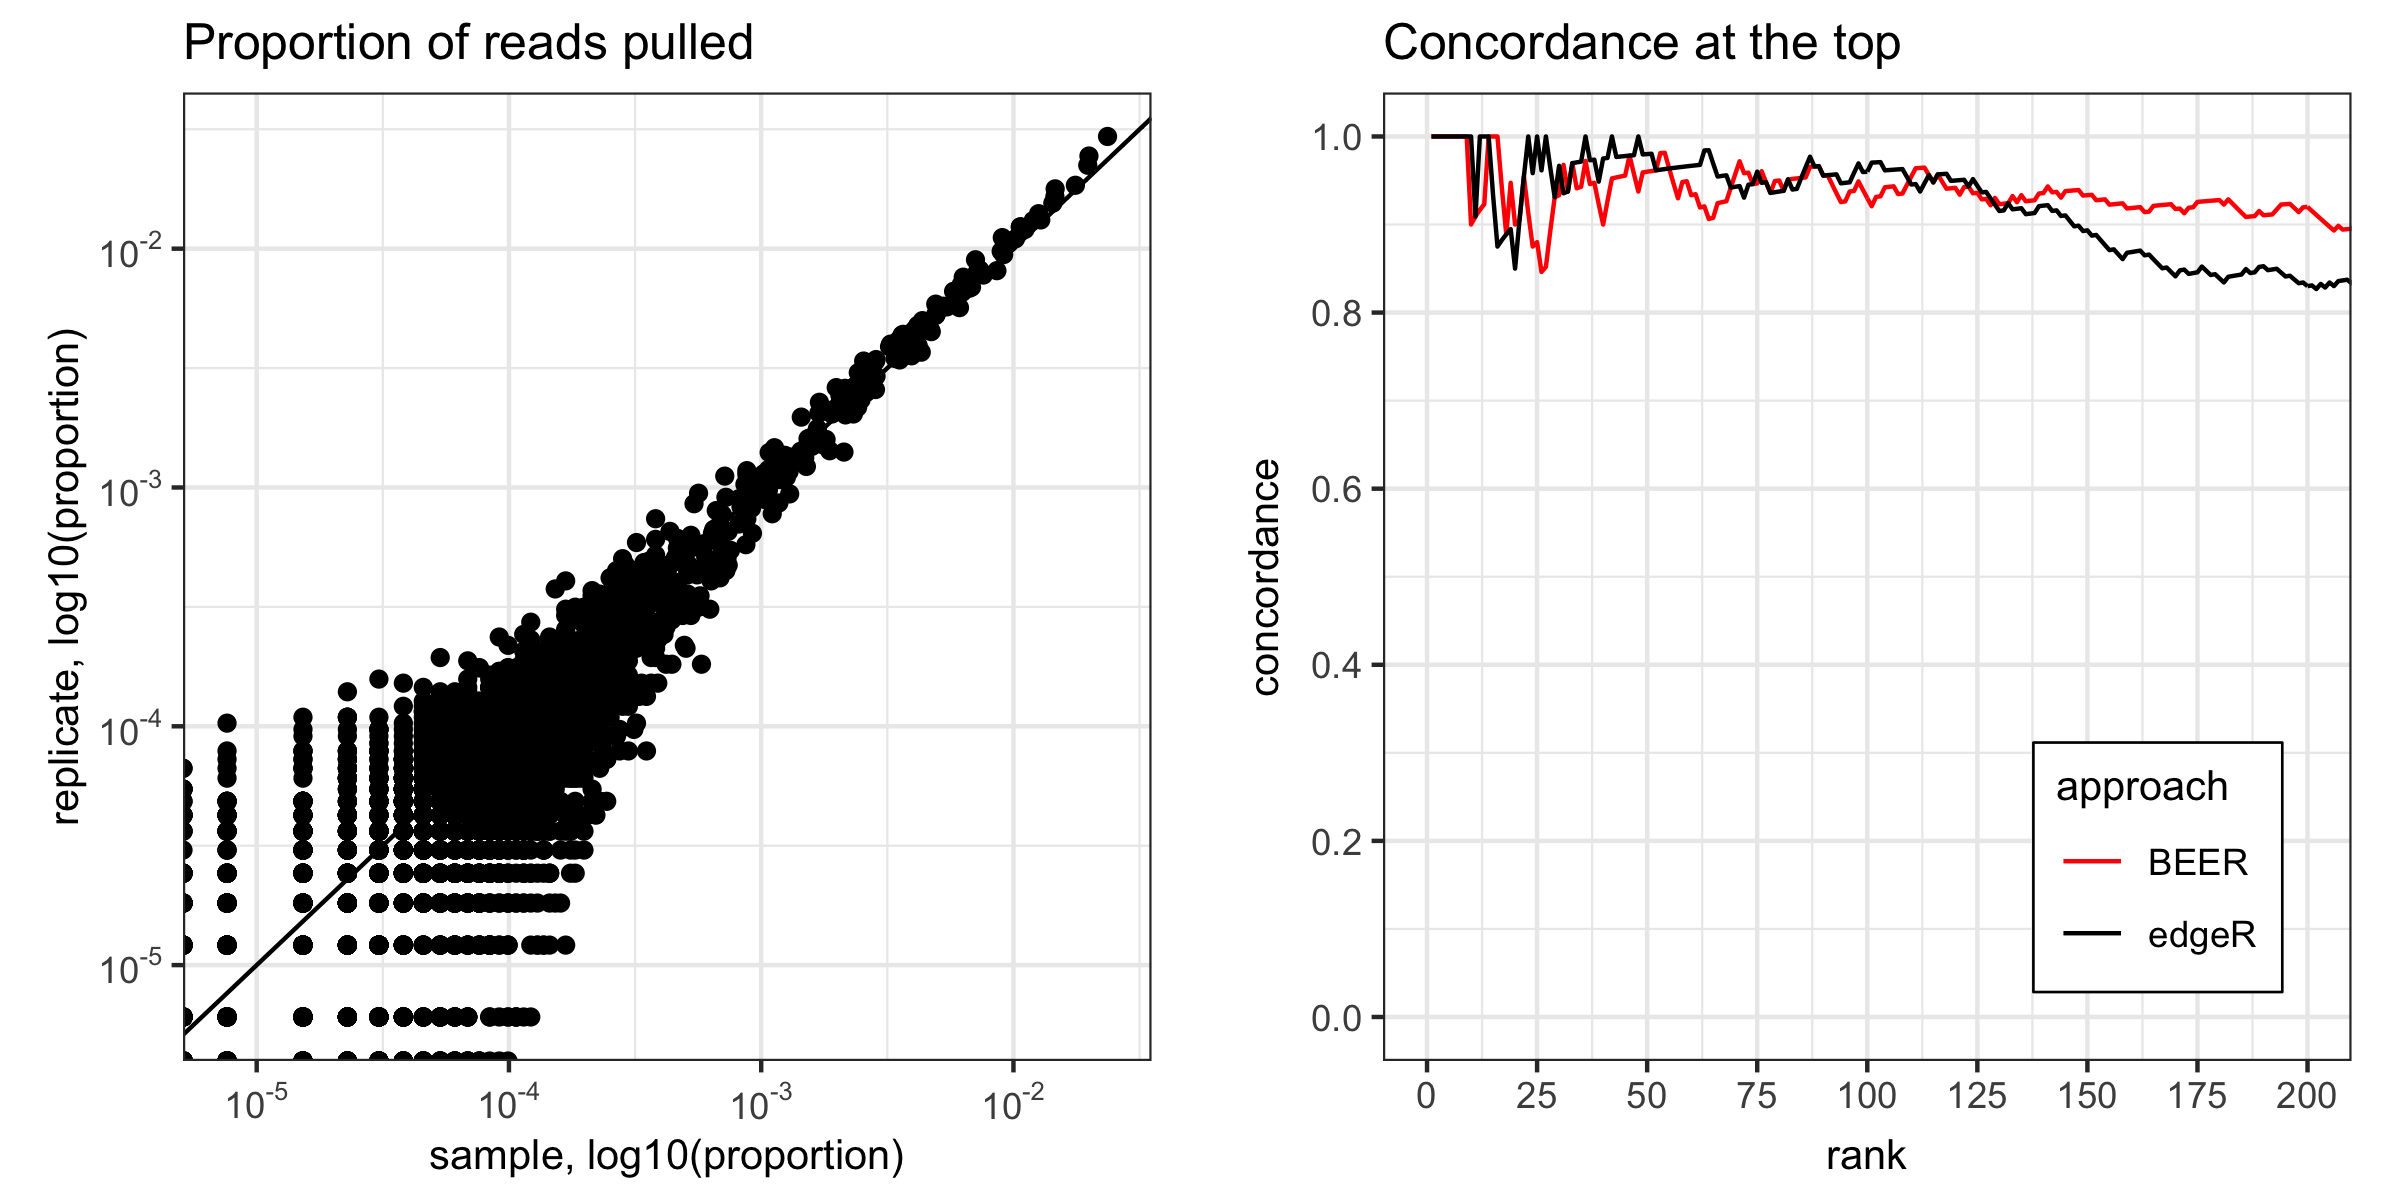 Proportion of reads pulled
replicate, log10(proportion)
10-2
10-3
10-4
10-5
10-5 10-4 10-3 10-2
sample, log10(proportion)
Concordance at the top
concordance
1.0
0.8
0.6
0.4
0.2
0.0
approach
BEER
edgeR
0 25 50 75 100 125 150 175 200
rank